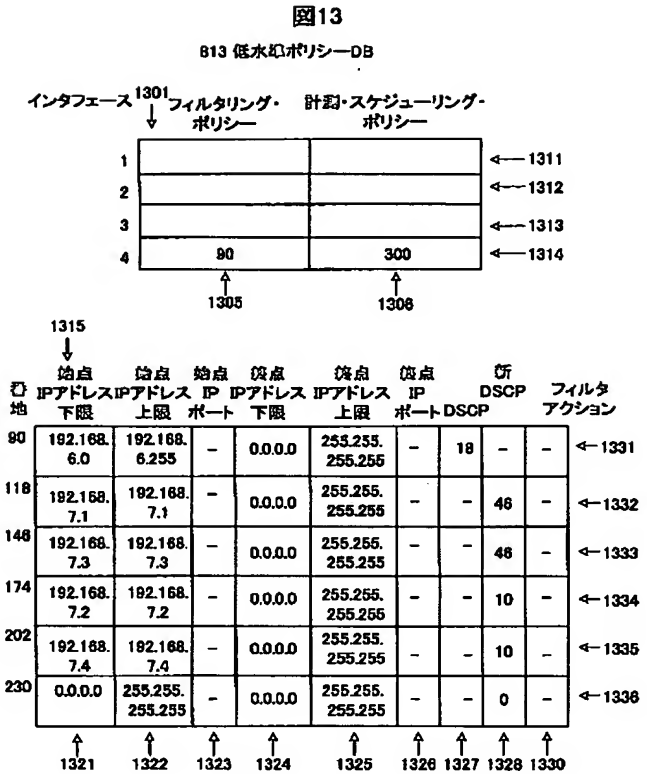 図13
813 低水準ポリシーDB
インタフェース 1301 フィルタリング・ポリシー 計測・スケジューリング・ポリシー
1 1311
2 1312
3 1313
4 90 300 1314
1305 1306
1315
番地 始点IPアドレス下限 始点IPアドレス上限 始点IPポート 終点IPアドレス下限 終点IPアドレス上限 終点IPポート DSCP 新DSCP フィルタアクション
90 192.168.6.0 192.168.6.255 – 0.0.0.0 255.255.255.255 – 18 – – 1331
118 192.168.7.1 192.168.7.1 – 0.0.0.0 255.255.255.255 – – 46 – 1332
146 192.168.7.3 192.168.7.3 – 0.0.0.0 255.255.255.255 – – 46 – 1333
174 192.168.7.2 192.168.7.2 – 0.0.0.0 255.255.255.255 – – 10 – 1334
202 192.168.7.4 192.168.7.4 – 0.0.0.0 255.255.255.255 – – 10 – 1335
230 0.0.0.0 255.255.255.255 – 0.0.0.0 255.255.255.255 – – 0 – 1336
1321 1322 1323 1324 1325 1326 1327 1328 1330